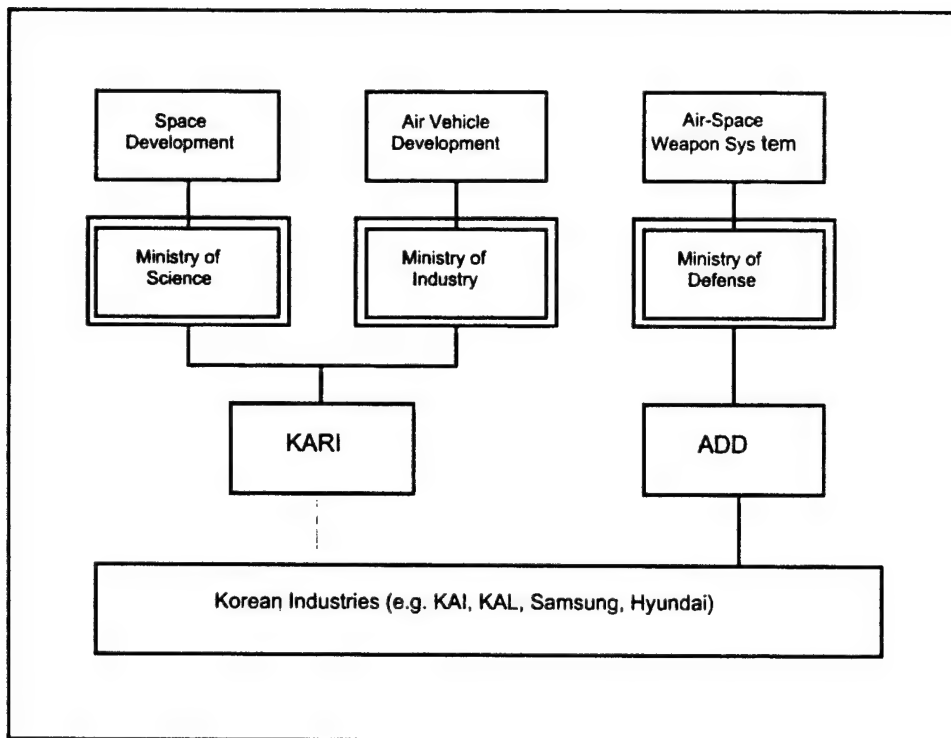 Space
Development
Air Vehicle
Development
Air-Space
Weapon Sys tem
Ministry of
Science
Ministry of
Industry
Ministry of
Defense
KARI
ADD
Korean Industries (e.g. KAI, KAL, Samsung, Hyundai)